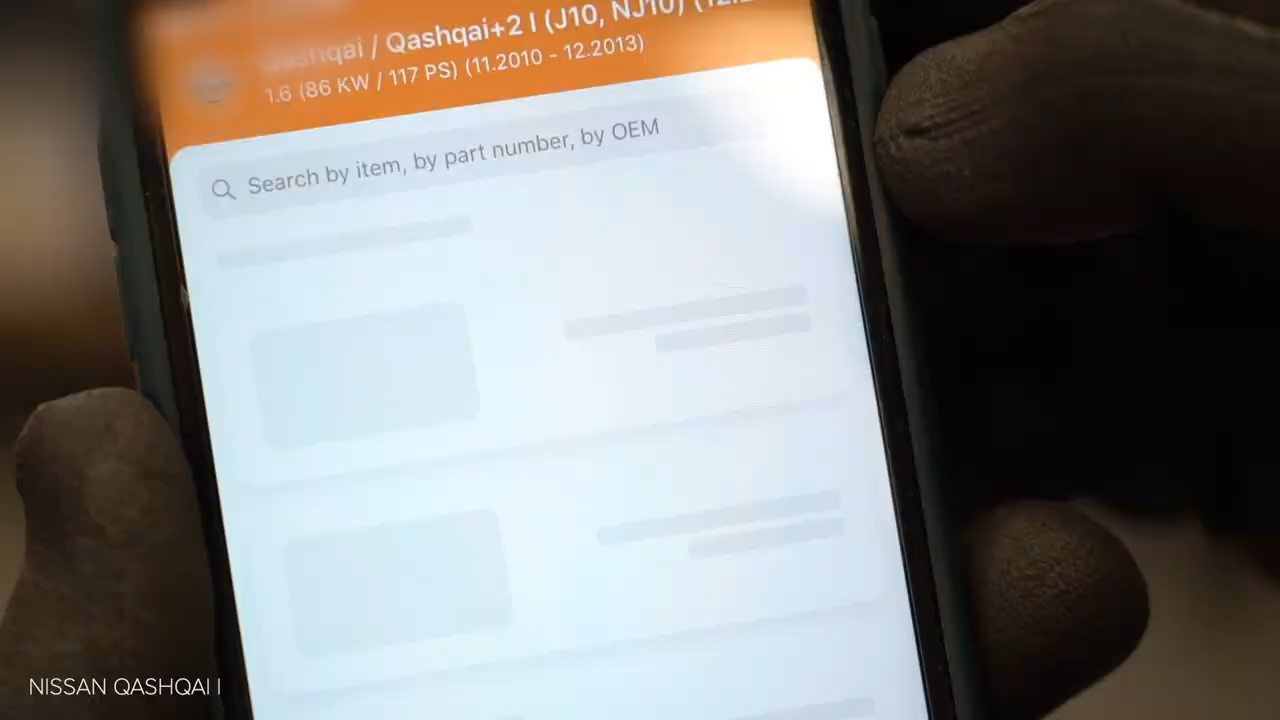 Qashqai / Qashqai+2 I (J10, NJ10)
1.6 (86 KW / 117 PS) (11.2010 - 12.2013)
Search by item, by part number, by OEM
NISSAN QASHQAI I